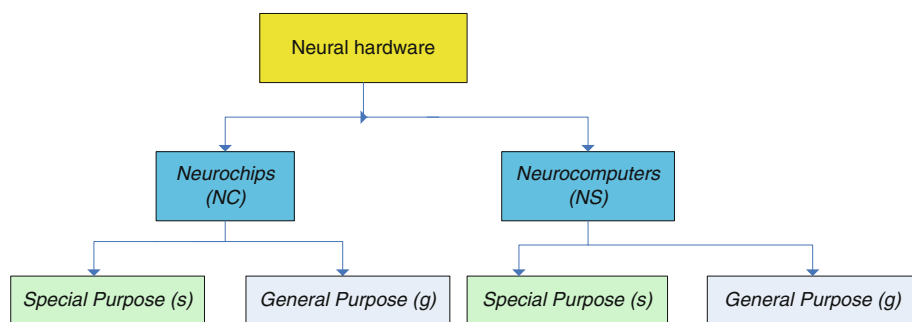 Neural hardware
Neurochips
(NC)
Neurocomputers
(NS)
Special Purpose (s)
General Purpose (g)
Special Purpose (s)
General Purpose (g)